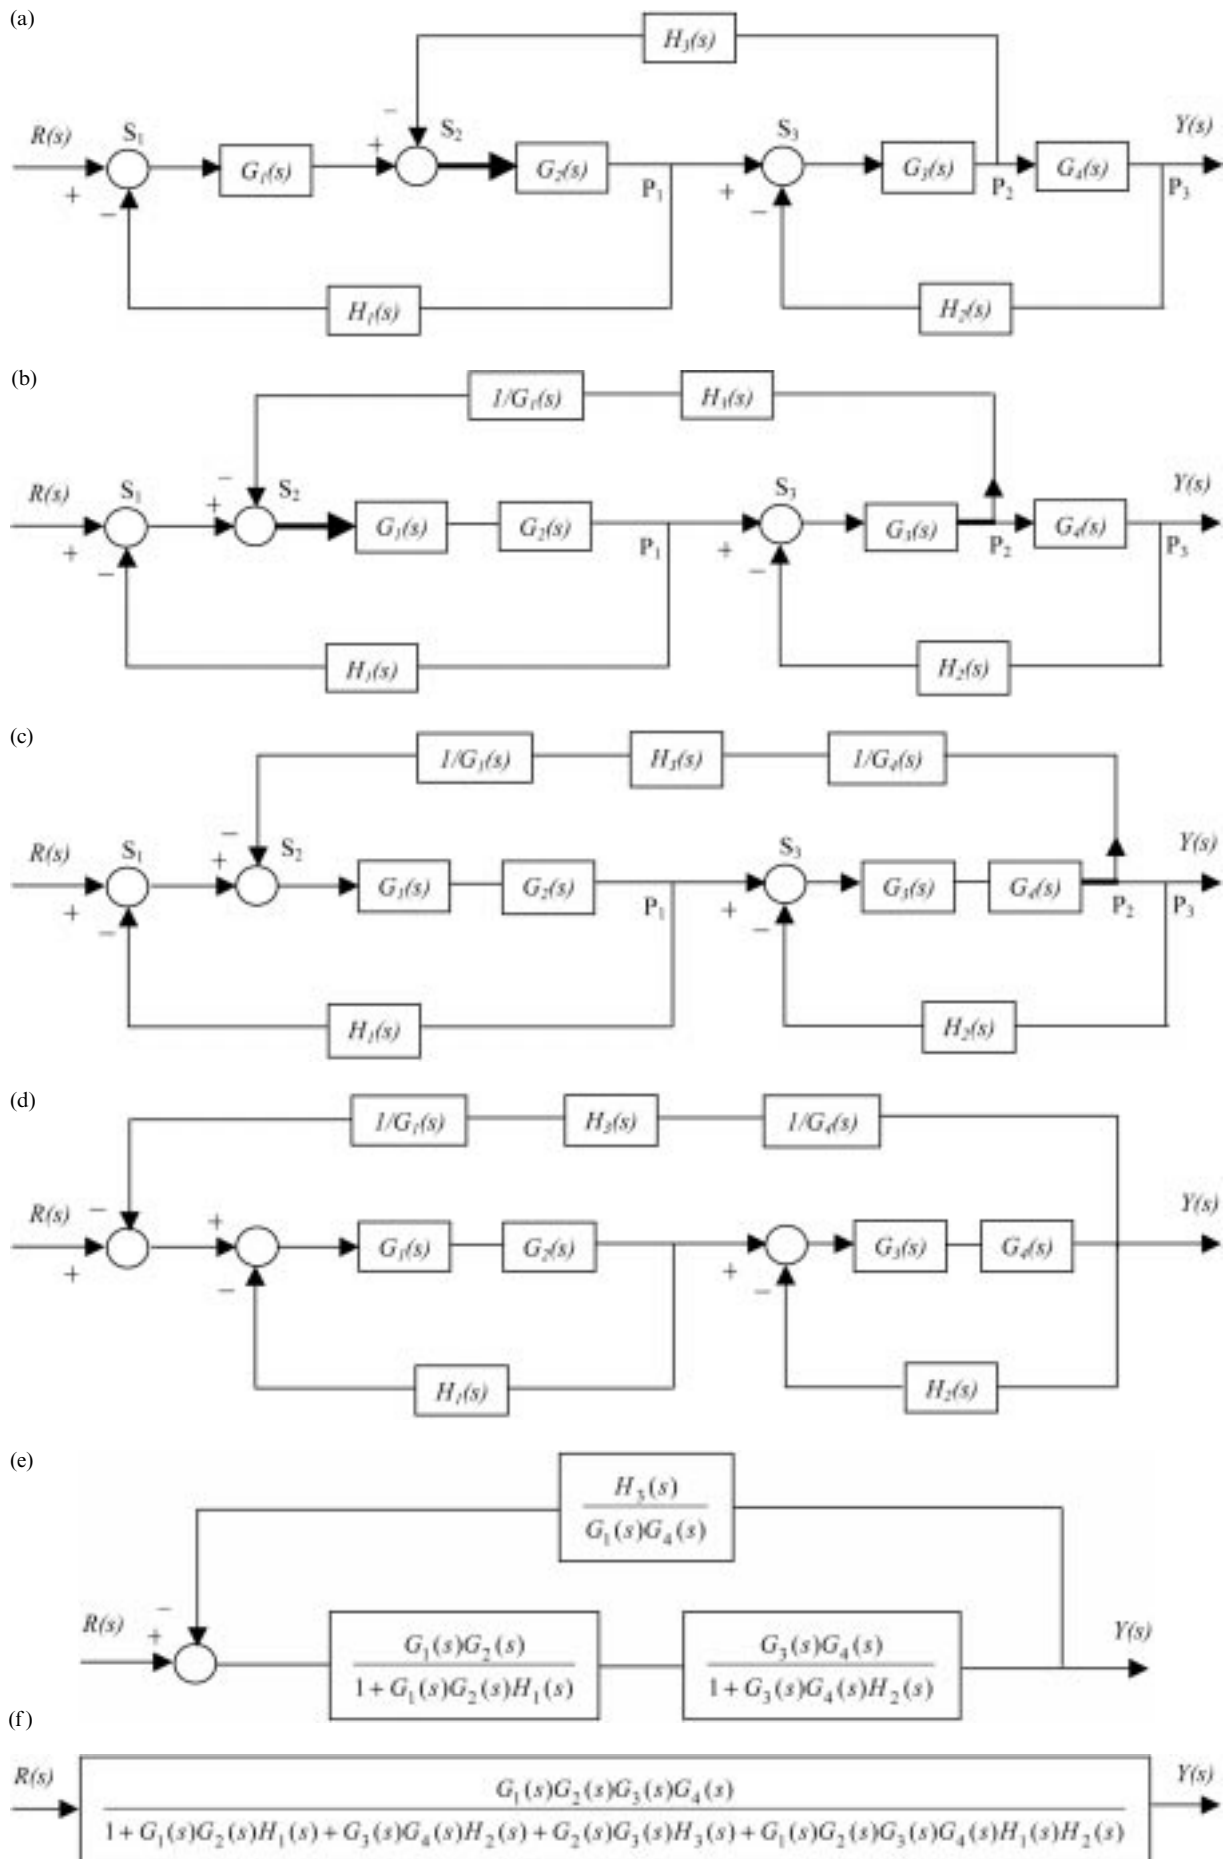 (a)
H₃(s)
−
R(s) S₁ + S₂ S₃ Y(s)
G₁(s) G₂(s) G₃(s) G₄(s)
+ − P₁ + − P₂ P₃
H₁(s) H₂(s)
(b)
1/G₁(s) H₃(s)
−
R(s) S₁ + S₂ S₃ Y(s)
G₁(s) G₂(s) G₃(s) G₄(s)
+ − P₁ + − P₂ P₃
H₁(s) H₂(s)
(c)
1/G₁(s) H₃(s) 1/G₄(s)
−
R(s) S₁ + S₂ S₃ Y(s)
G₁(s) G₂(s) G₃(s) G₄(s)
+ − P₁ + − P₂ P₃
H₁(s) H₂(s)
(d)
1/G₁(s) H₃(s) 1/G₄(s)
R(s) − + Y(s)
G₁(s) G₂(s) G₃(s) G₄(s)
+ − + −
H₁(s) H₂(s)
(e)
H₃(s)
G₁(s)G₄(s)
−
R(s) + Y(s)
G₁(s)G₂(s) G₃(s)G₄(s)
1 + G₁(s)G₂(s)H₁(s) 1 + G₃(s)G₄(s)H₂(s)
(f)
R(s) Y(s)
G₁(s)G₂(s)G₃(s)G₄(s)
1 + G₁(s)G₂(s)H₁(s) + G₃(s)G₄(s)H₂(s) + G₂(s)G₃(s)H₃(s) + G₁(s)G₂(s)G₃(s)G₄(s)H₁(s)H₂(s)